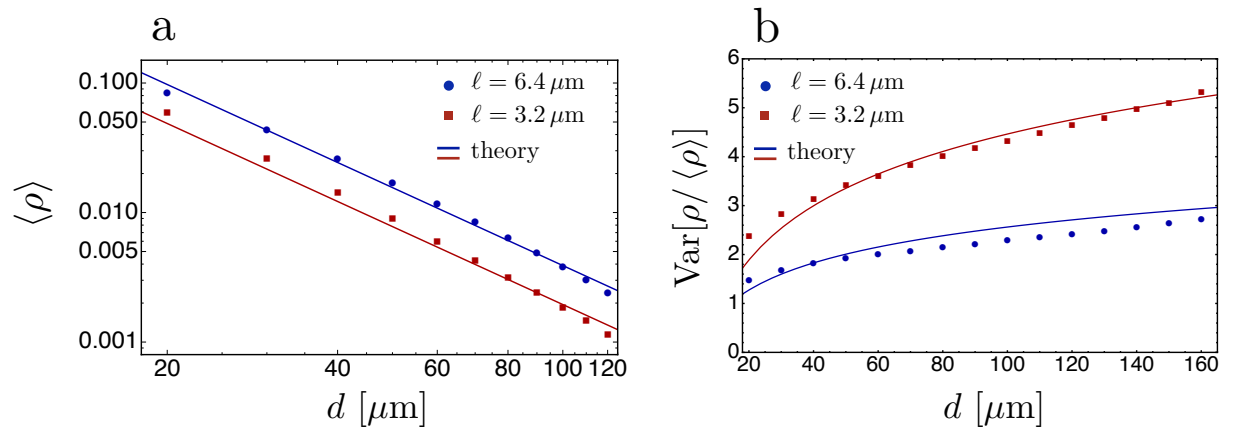 a
0.100
0.050
0.010
0.005
0.001
⟨ρ⟩
ℓ = 6.4 μm
ℓ = 3.2 μm
theory
20 40 60 80 100 120
d [μm]
b
6
5
4
3
2
1
0
Var[ρ/ ⟨ρ⟩]
ℓ = 6.4 μm
ℓ = 3.2 μm
theory
20 40 60 80 100 120 140 160
d [μm]